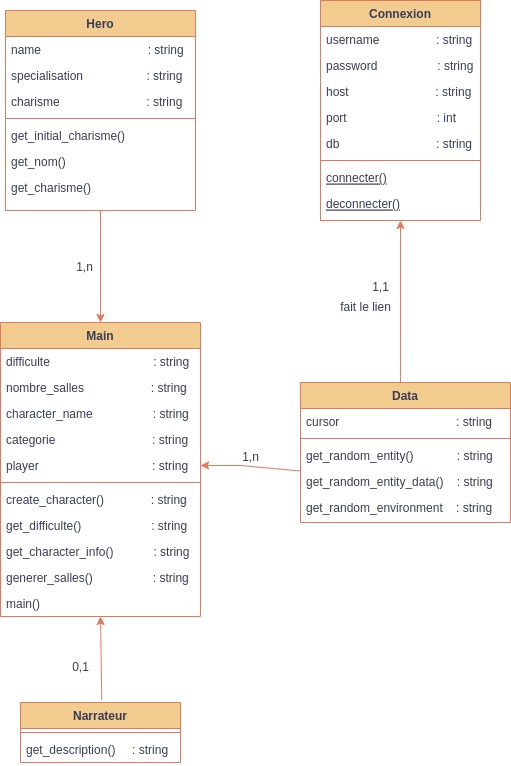 Hero
name : string
specialisation : string
charisme : string
get_initial_charisme()
get_nom()
get_charisme()
Connexion
username : string
password : string
host : string
port : int
db : string
connecter()
deconnecter()
1,n
1,1
fait le lien
Main
difficulte : string
nombre_salles : string
character_name : string
categorie : string
player : string
create_character() : string
get_difficulte() : string
get_character_info() : string
generer_salles() : string
main()
Data
cursor : string
get_random_entity() : string
get_random_entity_data() : string
get_random_environment : string
1,n
0,1
Narrateur
get_description() : string